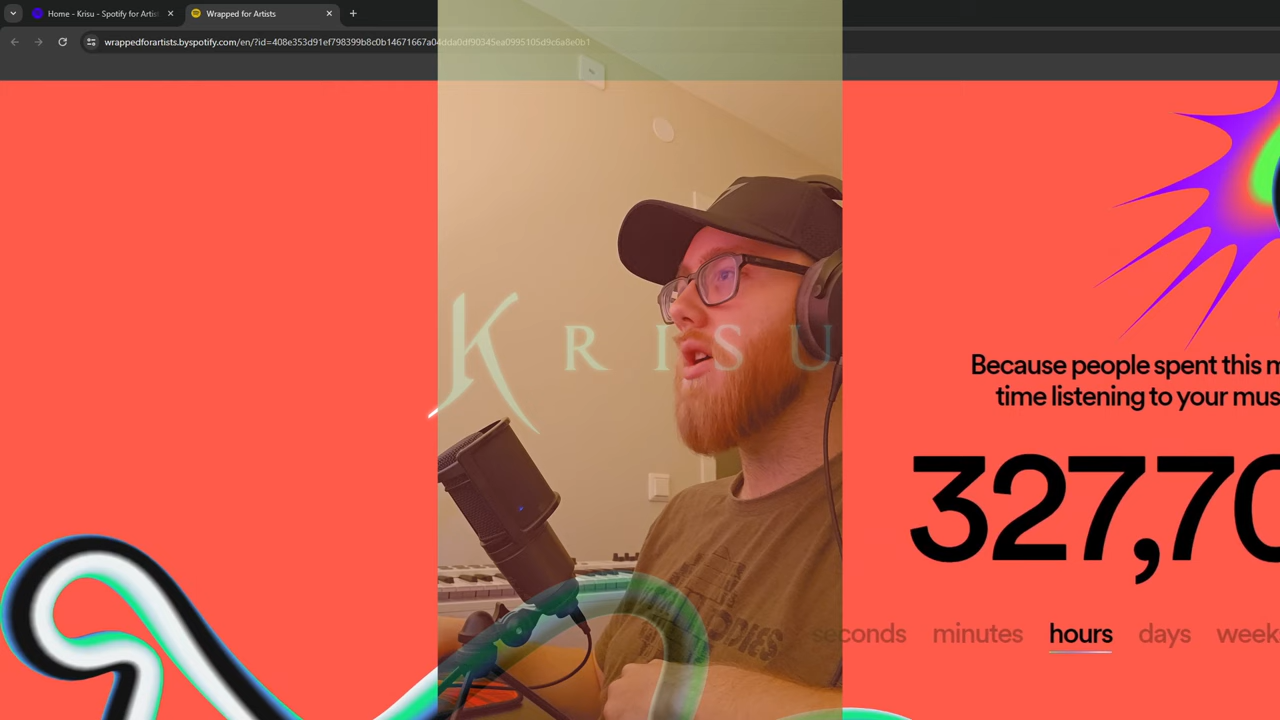 Home - Krisu - Spotify for Artis
Wrapped for Artists
wrappedforartists.byspotify.com/en/?id=408e353d91ef798399b8c0b14671667a04dda0df90345ea0995105d9c6a8e0b1
KRISU
Because people spent this m
time listening to your mus
327,70
seconds minutes hours days week